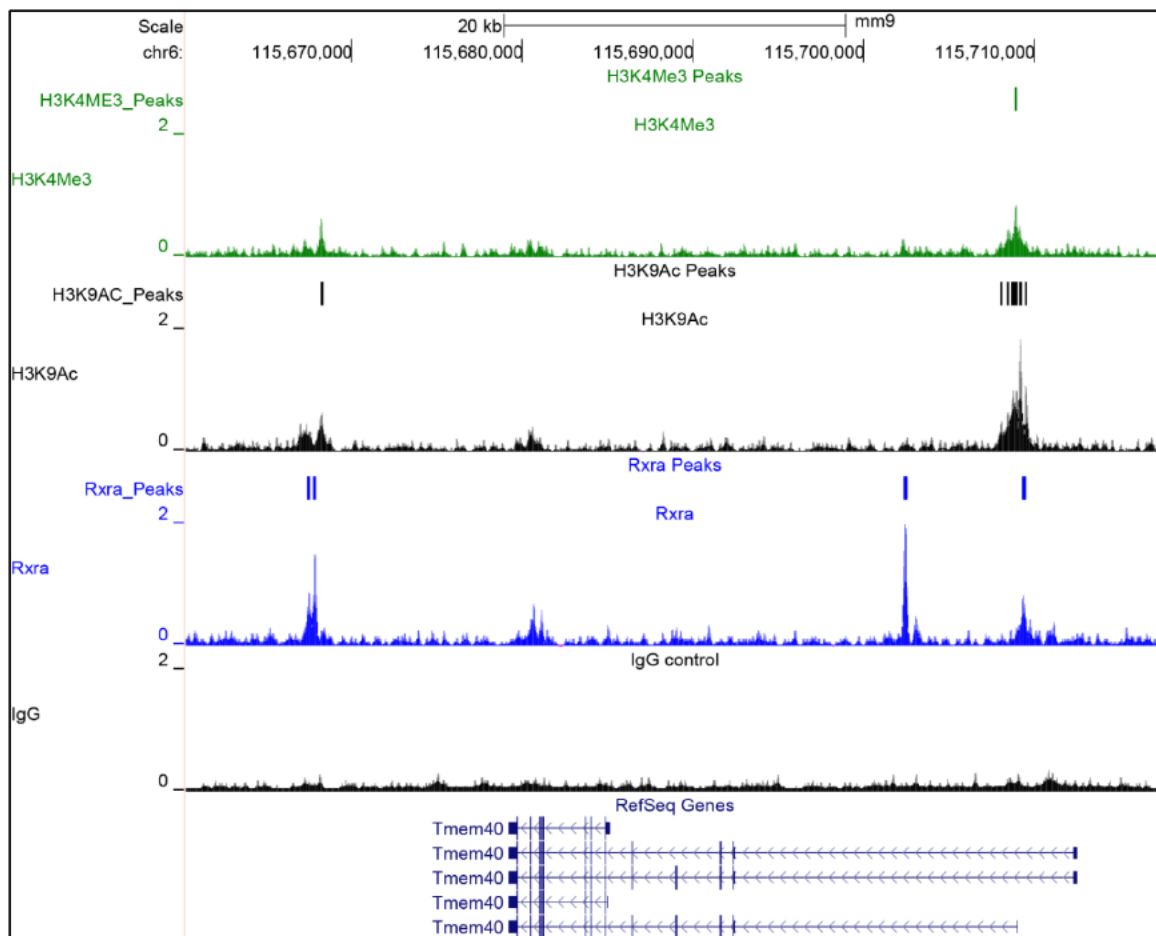 Scale 20 kb mm9
chr6: 115,670,000 115,680,000 115,690,000 115,700,000 115,710,000
H3K4Me3 Peaks
H3K4ME3_Peaks
2 H3K4Me3
H3K4Me3
0
H3K9Ac Peaks
H3K9AC_Peaks
2 H3K9Ac
H3K9Ac
0
Rxra Peaks
Rxra_Peaks
2 Rxra
Rxra
0
IgG control
2
IgG
0
RefSeq Genes
Tmem40
Tmem40
Tmem40
Tmem40
Tmem40